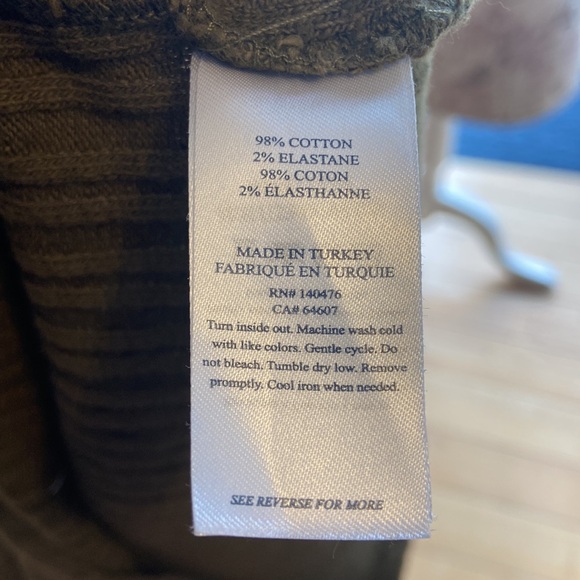 98% COTTON
2% ELASTANE
98% COTON
2% ÉLASTHANNE
MADE IN TURKEY
FABRIQUÉ EN TURQUIE
RN# 140476
CA# 64607
Turn inside out. Machine wash cold
with like colors. Gentle cycle. Do
not bleach. Tumble dry low. Remove
promptly. Cool iron when needed.
SEE REVERSE FOR MORE